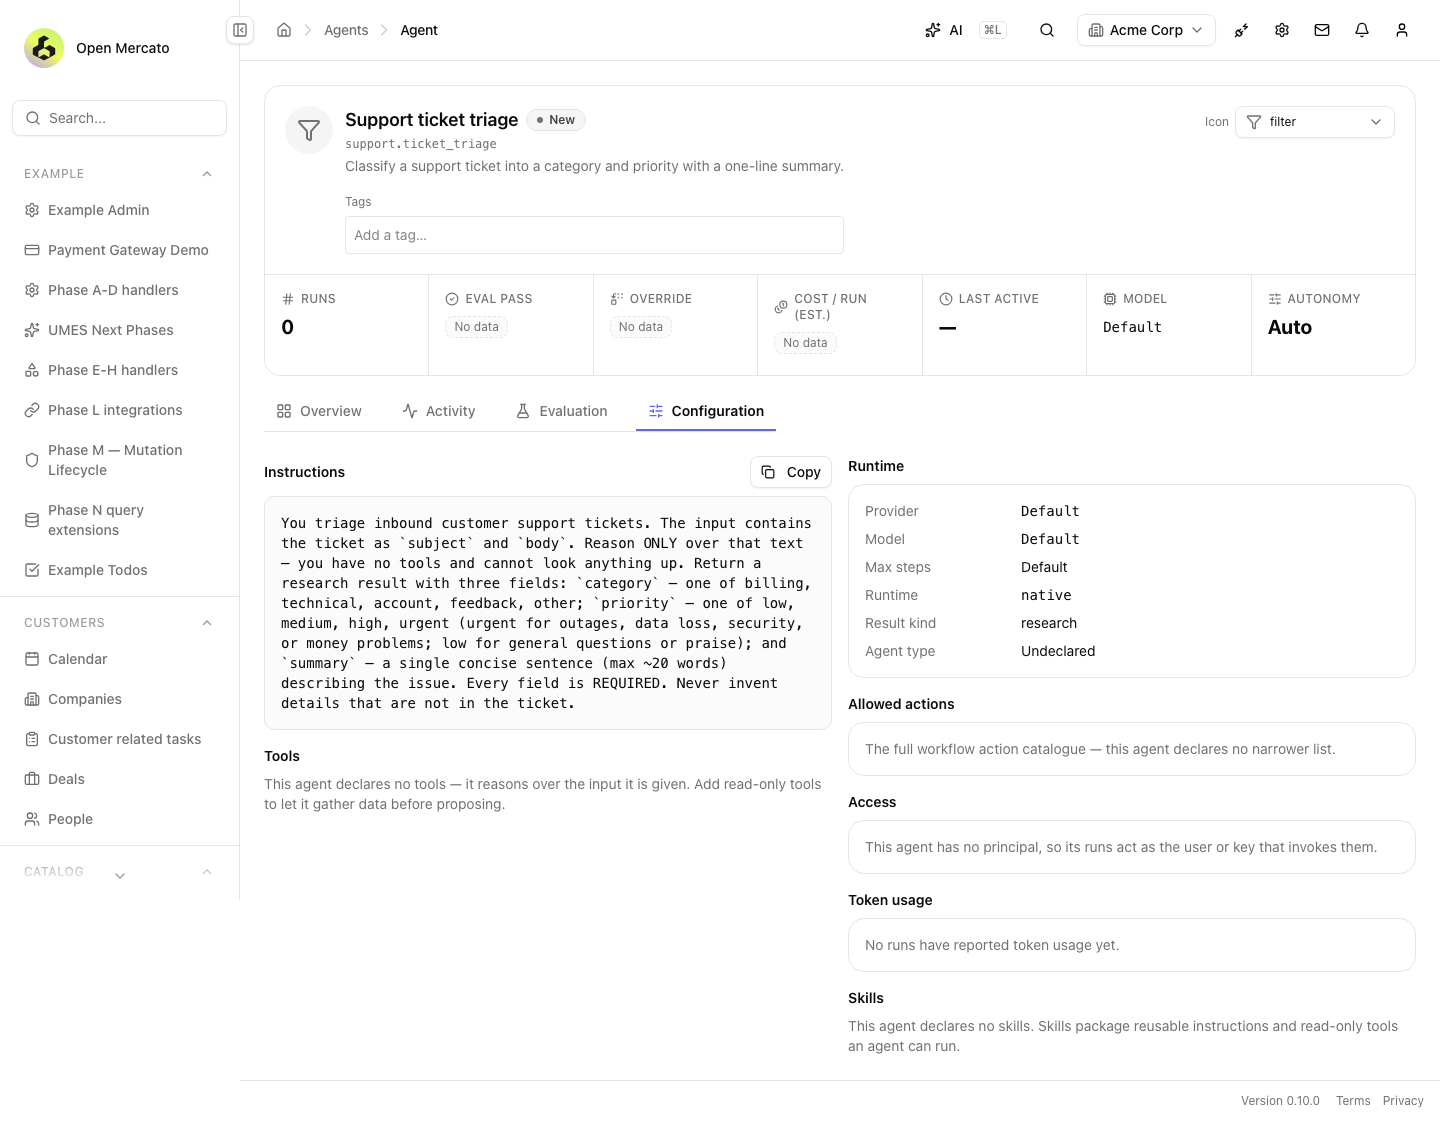 Open Mercato
Search...
EXAMPLE
Example Admin
Payment Gateway Demo
Phase A-D handlers
UMES Next Phases
Phase E-H handlers
Phase L integrations
Phase M — Mutation
Lifecycle
Phase N query
extensions
Example Todos
CUSTOMERS
Calendar
Companies
Customer related tasks
Deals
People
CATALOG
Agents
Agent
AI
⌘L
Acme Corp
Support ticket triage
New
support.ticket_triage
Classify a support ticket into a category and priority with a one-line summary.
Icon
filter
Tags
Add a tag...
RUNS
0
EVAL PASS
No data
OVERRIDE
No data
COST / RUN
(EST.)
No data
LAST ACTIVE
—
MODEL
Default
AUTONOMY
Auto
Overview
Activity
Evaluation
Configuration
Instructions
Copy
You triage inbound customer support tickets. The input contains
the ticket as `subject` and `body`. Reason ONLY over that text
— you have no tools and cannot look anything up. Return a
research result with three fields: `category` — one of billing,
technical, account, feedback, other; `priority` — one of low,
medium, high, urgent (urgent for outages, data loss, security,
or money problems; low for general questions or praise); and
`summary` — a single concise sentence (max ~20 words)
describing the issue. Every field is REQUIRED. Never invent
details that are not in the ticket.
Tools
This agent declares no tools — it reasons over the input it is given. Add read-only tools
to let it gather data before proposing.
Runtime
Provider Default
Model Default
Max steps Default
Runtime native
Result kind research
Agent type Undeclared
Allowed actions
The full workflow action catalogue — this agent declares no narrower list.
Access
This agent has no principal, so its runs act as the user or key that invokes them.
Token usage
No runs have reported token usage yet.
Skills
This agent declares no skills. Skills package reusable instructions and read-only tools
an agent can run.
Version 0.10.0
Terms
Privacy